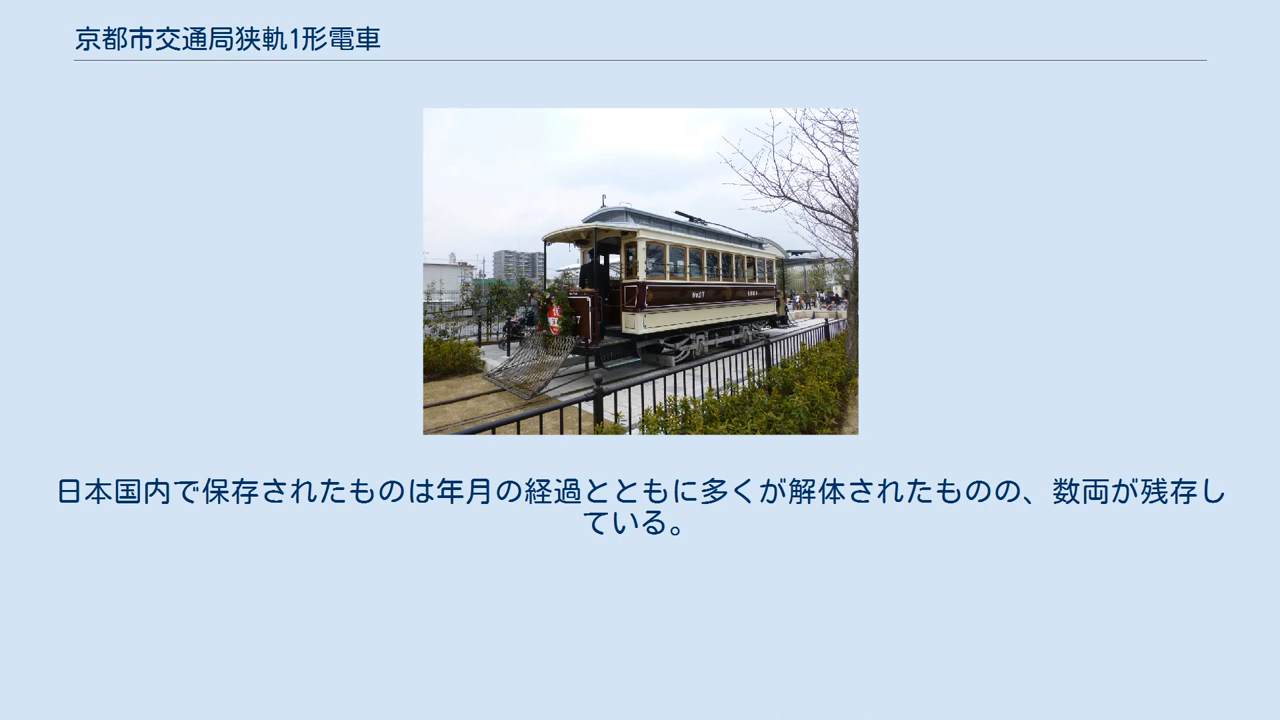 京都市交通局狭軌1形電車
No27
日本国内で保存されたものは年月の経過とともに多くが解体されたものの、数両が残存し
ている。